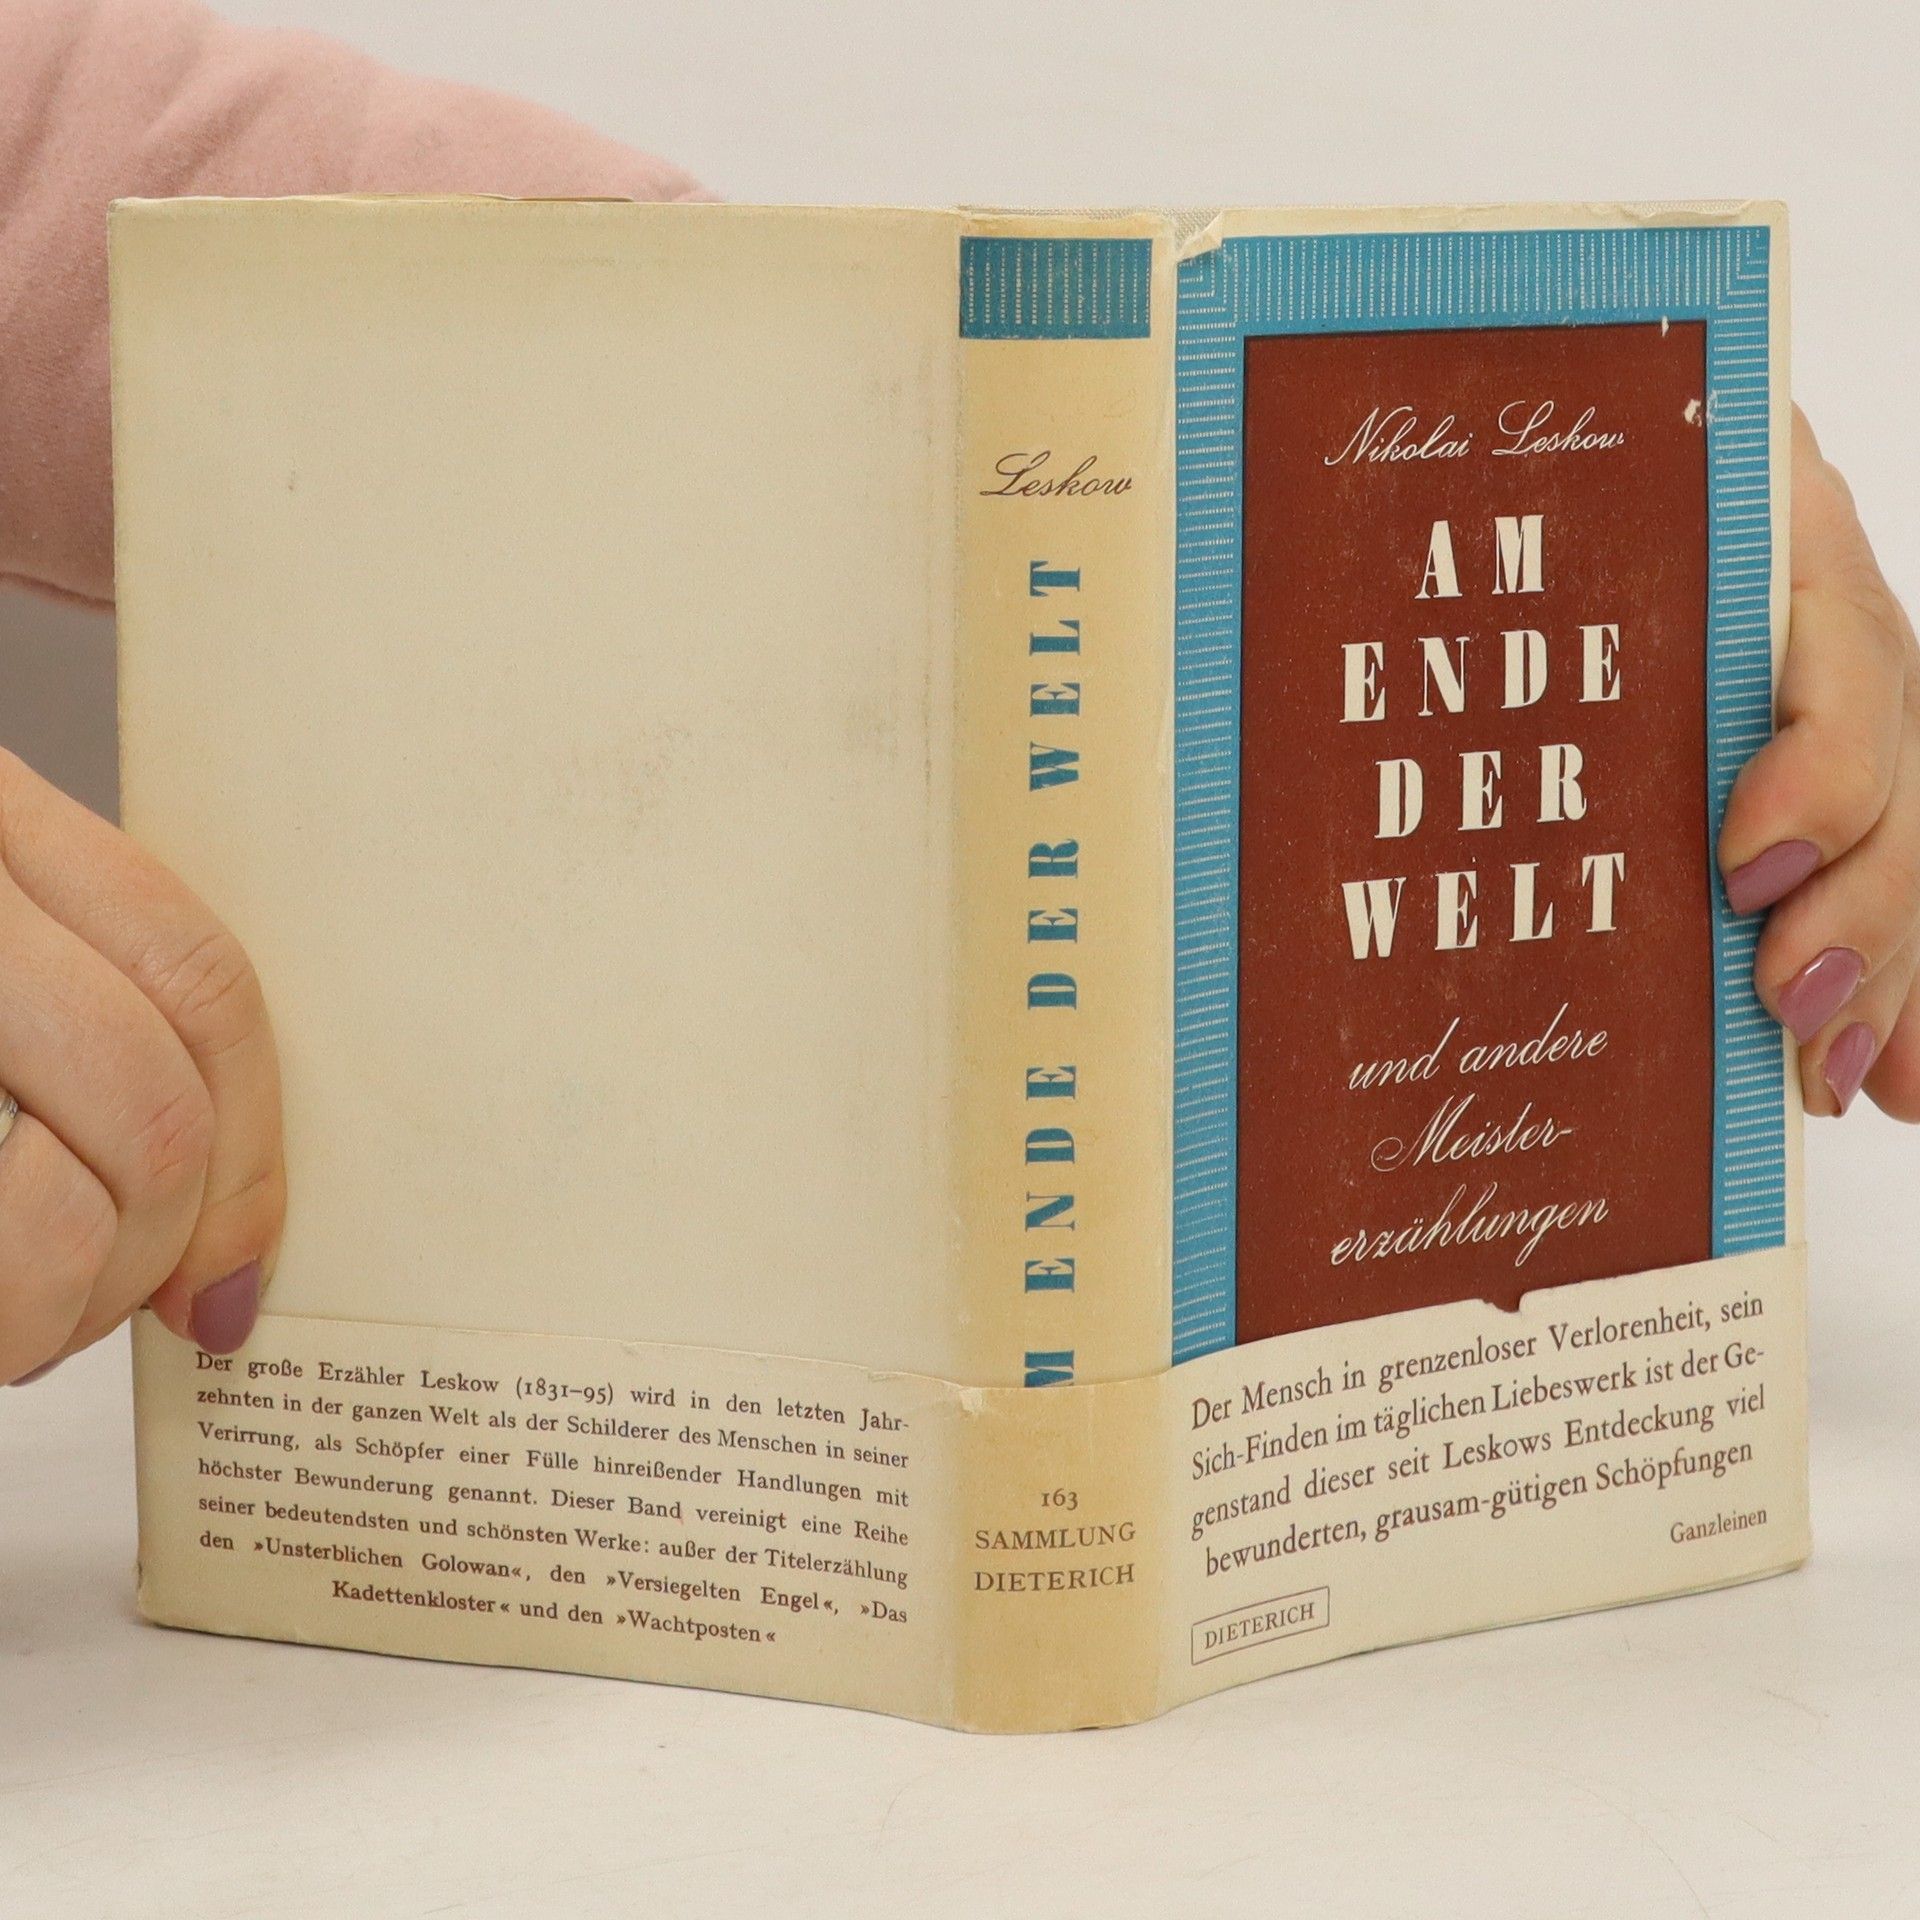 Der große Erzähler Leskow (1831–95) wird in den letzten Jahr-
zehnten in der ganzen Welt als der Schilderer des Menschen in seiner
Verirrung, als Schöpfer einer Fülle hinreißender Handlungen mit
höchster Bewunderung genannt. Dieser Band vereinigt eine Reihe
seiner bedeutendsten und schönsten Werke: außer der Titelerzählung
den »Unsterblichen Golowan«, den »Versiegelten Engel«, »Das
Kadettenkloster« und den »Wachtposten«
Leskow
M ENDE DER WELT
163
SAMMLUNG
DIETERICH
Nikolai Leskow
AM
ENDE
DER
WELT
und andere
Meister-
erzählungen
Der Mensch in grenzenloser Verlorenheit, sein
Sich-Finden im täglichen Liebeswerk ist der Ge-
genstand dieser seit Leskows Entdeckung viel
bewunderten, grausam-gütigen Schöpfungen
Ganzleinen
DIETERICH